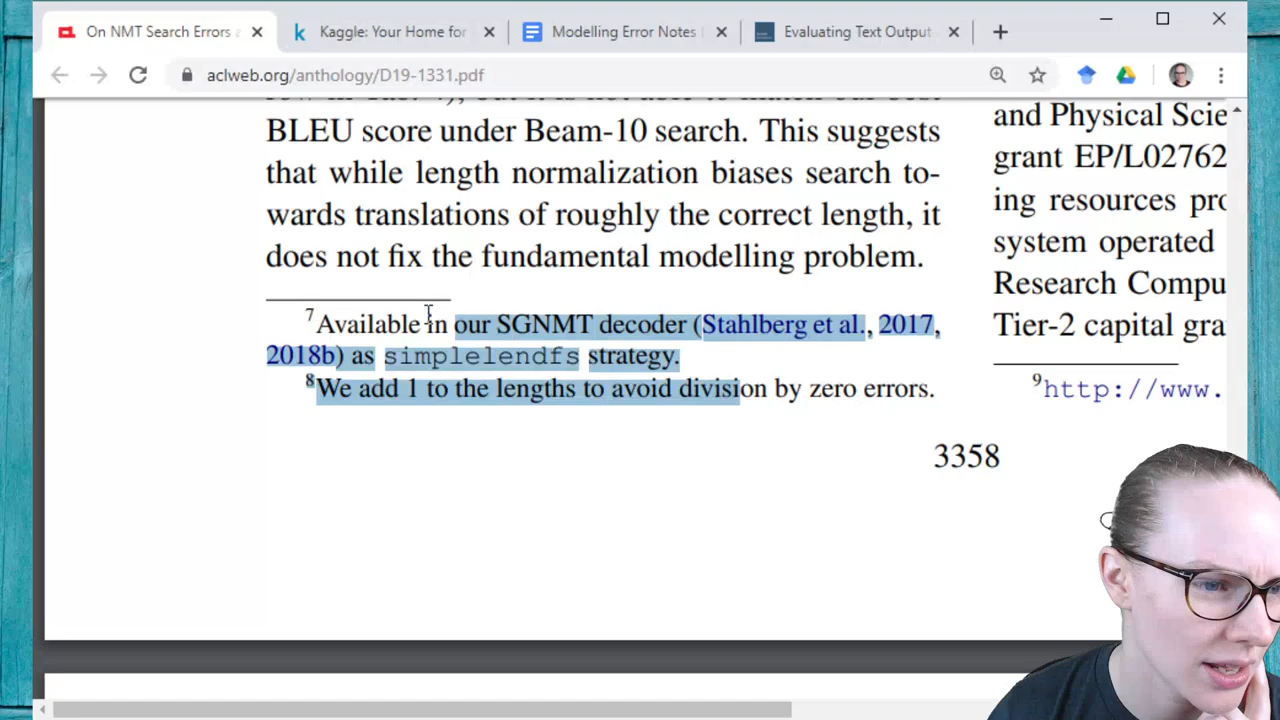 On NMT Search Errors a
Kaggle: Your Home for
Modelling Error Notes
Evaluating Text Output
aclweb.org/anthology/D19-1331.pdf
BLEU score under Beam-10 search. This suggests
that while length normalization biases search to-
wards translations of roughly the correct length, it
does not fix the fundamental modelling problem.
7Available in our SGNMT decoder (Stahlberg et al., 2017,
2018b) as simplelendfs strategy.
8We add 1 to the lengths to avoid division by zero errors.
3358
and Physical Scie
grant EP/L02762
ing resources pro
system operated
Research Compu
Tier-2 capital gra
9http://www.